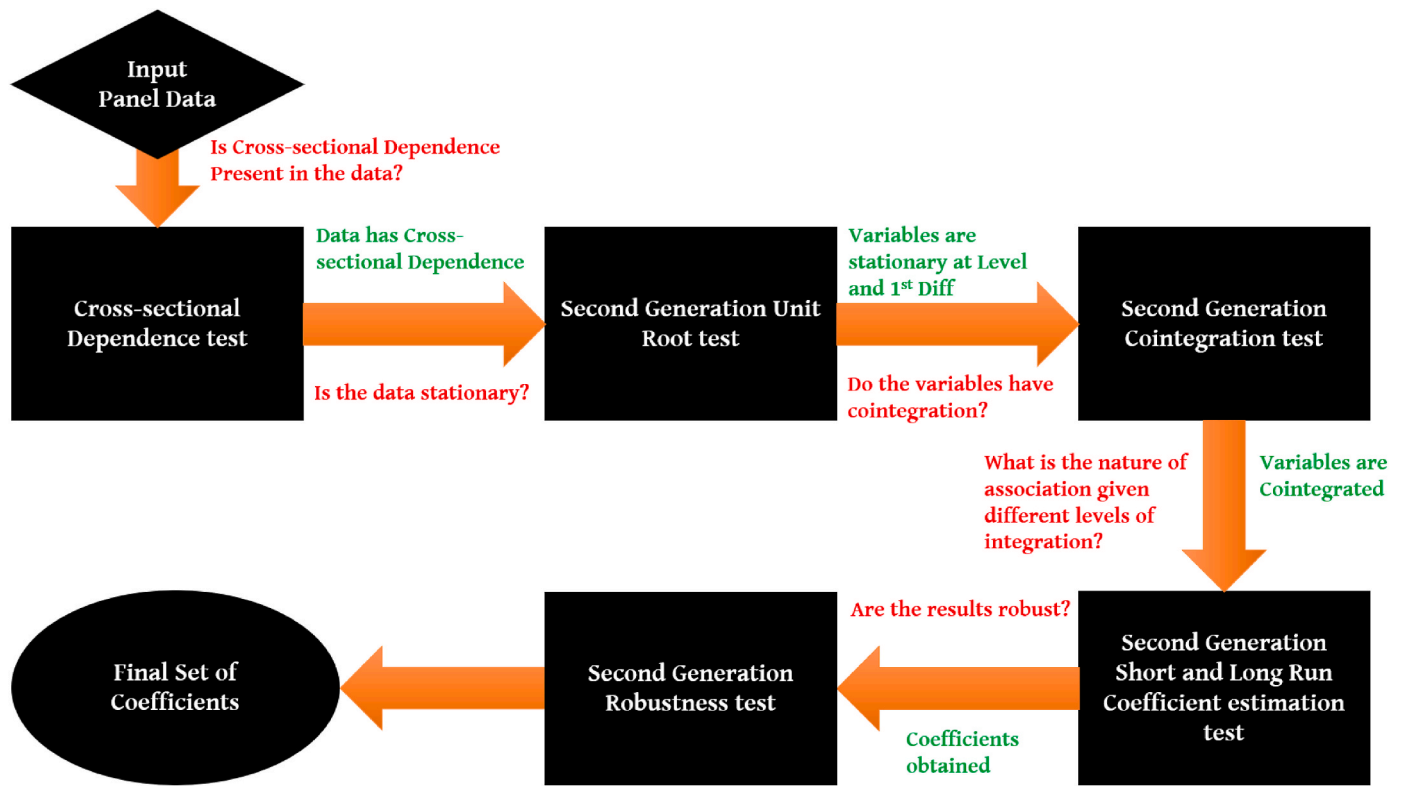 Input
Panel Data
Is Cross-sectional Dependence
Present in the data?
Cross-sectional
Dependence test
Data has Cross-
sectional Dependence
Is the data stationary?
Second Generation Unit
Root test
Variables are
stationary at Level
and 1st Diff
Do the variables have
cointegration?
Second Generation
Cointegration test
What is the nature of
association given
different levels of
integration?
Variables are
Cointegrated
Second Generation
Short and Long Run
Coefficient estimation
test
Are the results robust?
Coefficients
obtained
Second Generation
Robustness test
Final Set of
Coefficients